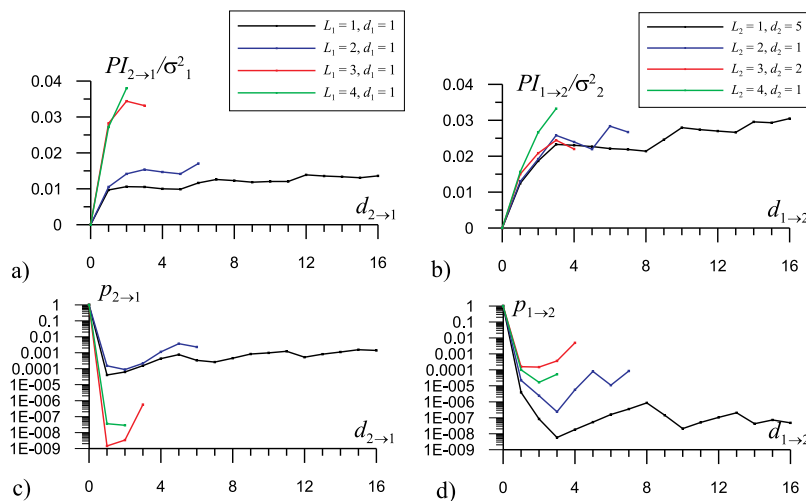 L₁ = 1, d₁ = 1
L₁ = 2, d₁ = 1
L₁ = 3, d₁ = 1
L₁ = 4, d₁ = 1
PI₂→₁/σ²₁
0.04
0.03
0.02
0.01
0
d₂→₁
0 4 8 12 16
a)
L₂ = 1, d₂ = 5
L₂ = 2, d₂ = 1
L₂ = 3, d₂ = 2
L₂ = 4, d₂ = 1
PI₁→₂/σ²₂
0.04
0.03
0.02
0.01
0
d₁→₂
0 4 8 12 16
b)
p₂→₁
1
0.1
0.01
0.001
0.0001
1E-005
1E-006
1E-007
1E-008
1E-009
d₂→₁
0 4 8 12 16
c)
p₁→₂
1
0.1
0.01
0.001
0.0001
1E-005
1E-006
1E-007
1E-008
1E-009
d₁→₂
0 4 8 12 16
d)